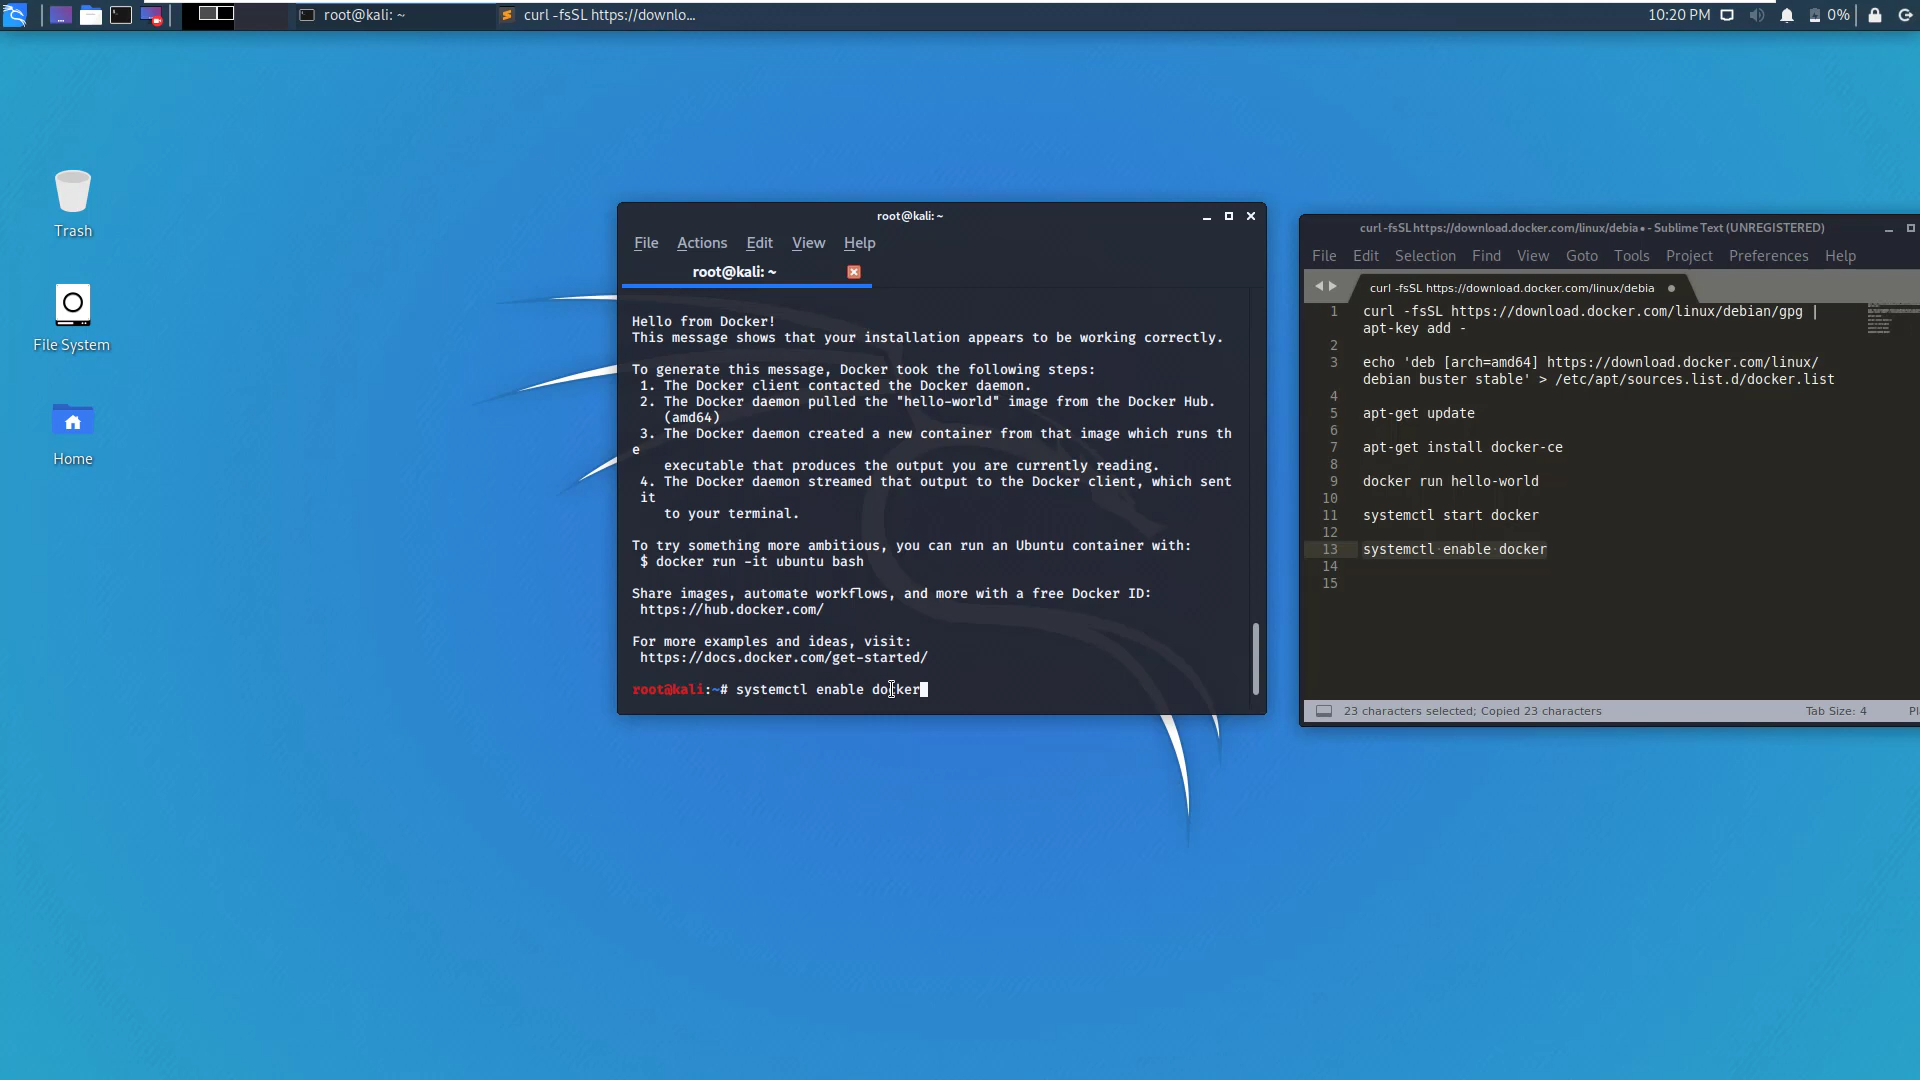 root@kali: ~
curl -fsSL https://downlo...
10:20 PM
0%
Trash
File System
Home
root@kali: ~
File Actions Edit View Help
root@kali: ~
Hello from Docker!
This message shows that your installation appears to be working correctly.
To generate this message, Docker took the following steps:
1. The Docker client contacted the Docker daemon.
2. The Docker daemon pulled the "hello-world" image from the Docker Hub.
(amd64)
3. The Docker daemon created a new container from that image which runs th
e
executable that produces the output you are currently reading.
4. The Docker daemon streamed that output to the Docker client, which sent
it
to your terminal.
To try something more ambitious, you can run an Ubuntu container with:
$ docker run -it ubuntu bash
Share images, automate workflows, and more with a free Docker ID:
https://hub.docker.com/
For more examples and ideas, visit:
https://docs.docker.com/get-started/
root@kali:~# systemctl enable docker
curl -fsSL https://download.docker.com/linux/debia • - Sublime Text (UNREGISTERED)
File Edit Selection Find View Goto Tools Project Preferences Help
curl -fsSL https://download.docker.com/linux/debia
1 curl -fsSL https://download.docker.com/linux/debian/gpg |
apt-key add -
2
3 echo 'deb [arch=amd64] https://download.docker.com/linux/
debian buster stable' > /etc/apt/sources.list.d/docker.list
4
5 apt-get update
6
7 apt-get install docker-ce
8
9 docker run hello-world
10
11 systemctl start docker
12
13 systemctl enable docker
14
15
23 characters selected; Copied 23 characters
Tab Size: 4
Pl